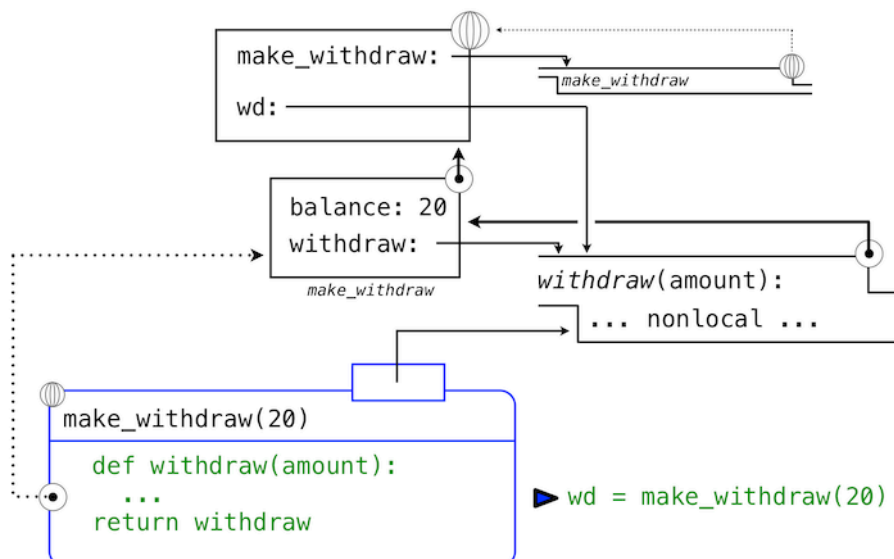 make_withdraw:
make_withdraw
wd:
balance: 20
withdraw:
make_withdraw
withdraw(amount):
... nonlocal ...
make_withdraw(20)
def withdraw(amount):
...
return withdraw
wd = make_withdraw(20)